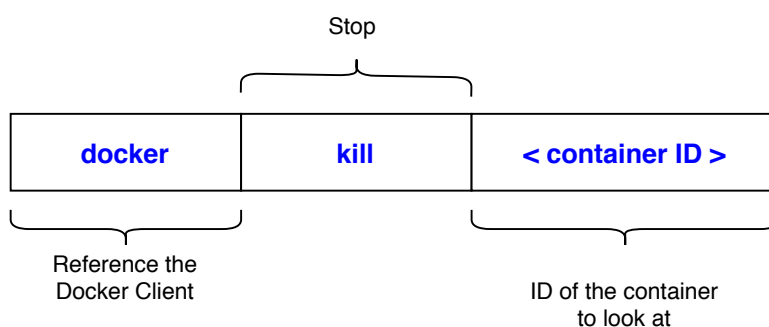 Stop
docker kill < container ID >
Reference the
Docker Client
ID of the container
to look at